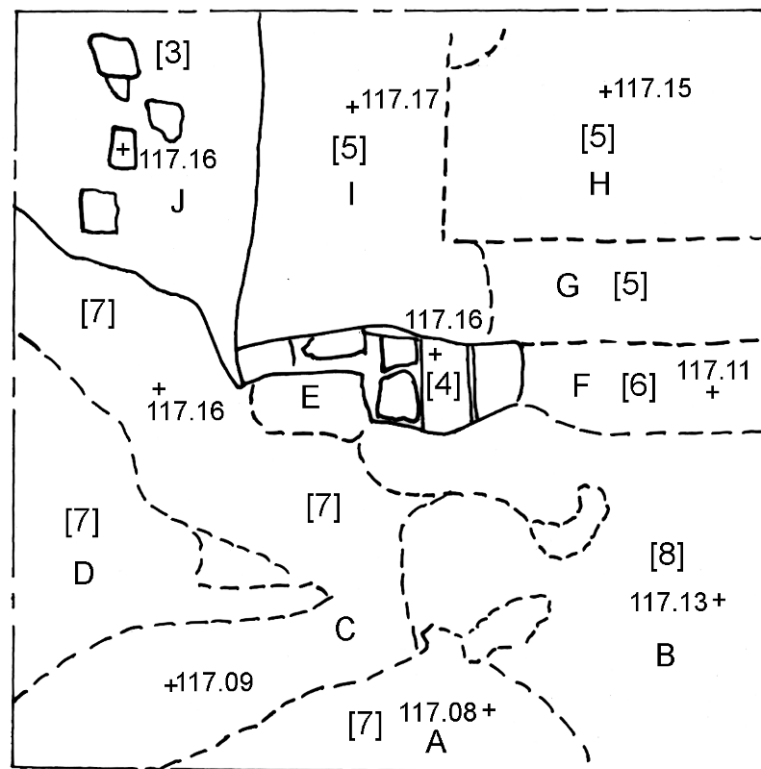 [3]
+117.17
+117.15
+
117.16
[5]
[5]
J
I
H
G [5]
[7]
117.16
+
+
117.16
E
[4]
F [6] 117.11
+
[7]
[7]
D
[8]
117.13+
C
B
+117.09
[7] 117.08+
A